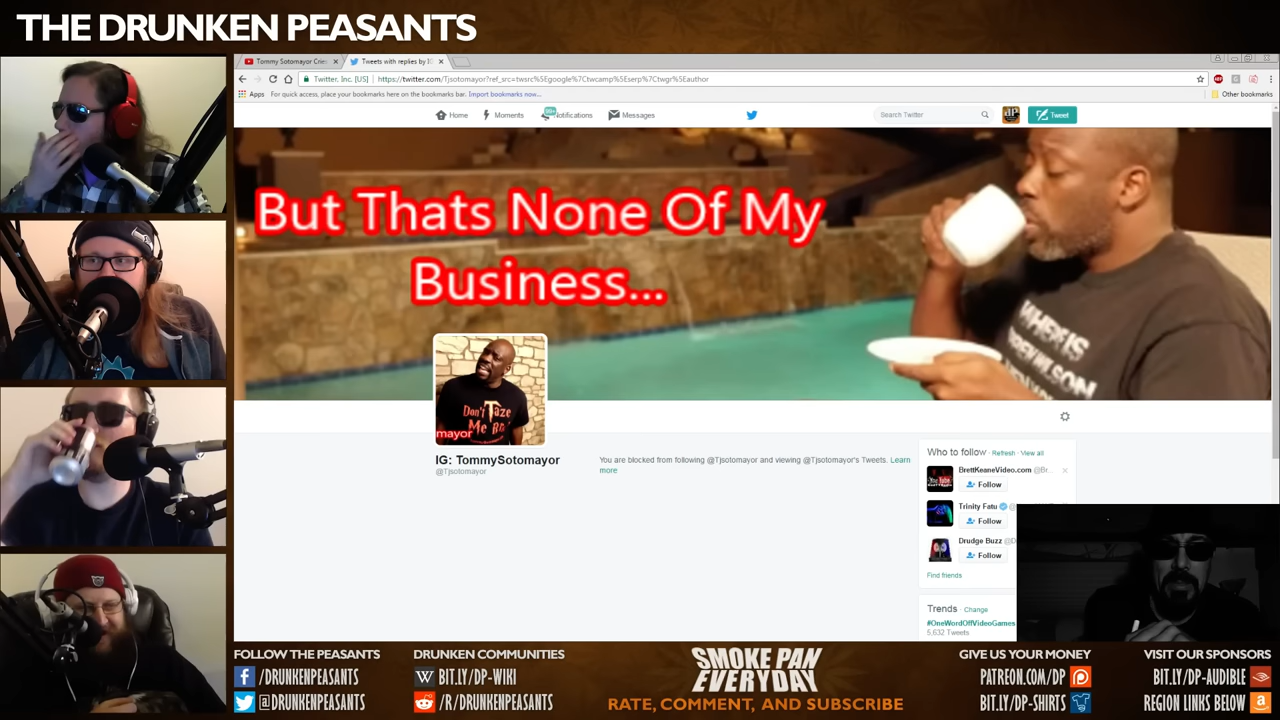 THE DRUNKEN PEASANTS
Tommy Sotomayor Cries
Tweets with replies by IG
Twitter, Inc. [US]
https://twitter.com/Tjsotomayor?ref_src=twsrc%5Egoogle%7Ctwcamp%5Eserp%7Ctwgr%5Eauthor
Apps
For quick access, place your bookmarks here on the bookmarks bar. Import bookmarks now...
Other bookmarks
Home
Moments
99+
Notifications
Messages
Search Twitter
Tweet
But Thats None Of My
Business...
WHERE IS
Don't Taze
Me Bro
mayor
IG: TommySotomayor
@Tjsotomayor
You are blocked from following @Tjsotomayor and viewing @Tjsotomayor's Tweets. Learn
more
Who to follow · Refresh · View all
BrettKeaneVideo.com @Br...
Follow
Trinity Fatu
Follow
Drudge Buzz @D
Follow
Find friends
Trends · Change
#OneWordOffVideoGames
5,632 Tweets
FOLLOW THE PEASANTS
/DRUNKENPEASANTS
@DRUNKENPEASANTS
DRUNKEN COMMUNITIES
BIT.LY/DP-WIKI
/R/DRUNKENPEASANTS
SMOKE PAN
EVERYDAY
RATE, COMMENT, AND SUBSCRIBE
GIVE US YOUR MONEY
PATREON.COM/DP
BIT.LY/DP-SHIRTS
VISIT OUR SPONSORS
BIT.LY/DP-AUDIBLE
REGION LINKS BELOW